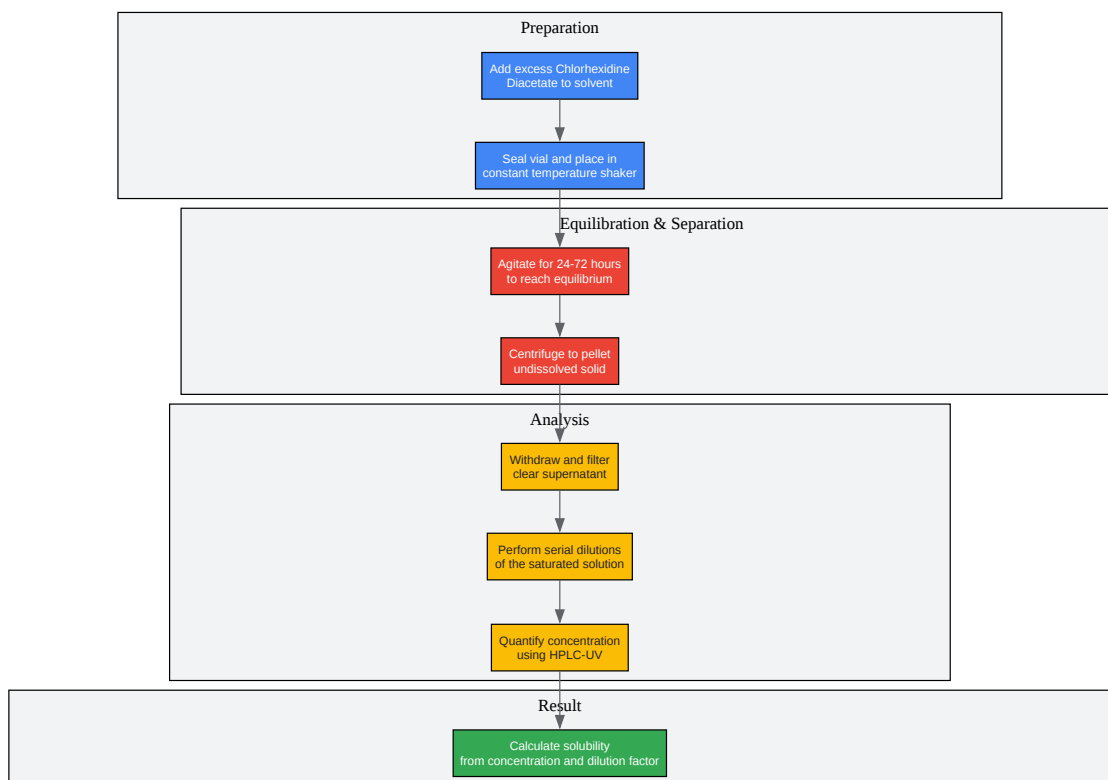 Preparation
Add excess Chlorhexidine
Diacetate to solvent
Seal vial and place in
constant temperature shaker
Equilibration & Separation
Agitate for 24-72 hours
to reach equilibrium
Centrifuge to pellet
undissolved solid
Analysis
Withdraw and filter
clear supernatant
Perform serial dilutions
of the saturated solution
Quantify concentration
using HPLC-UV
Result
Calculate solubility
from concentration and dilution factor